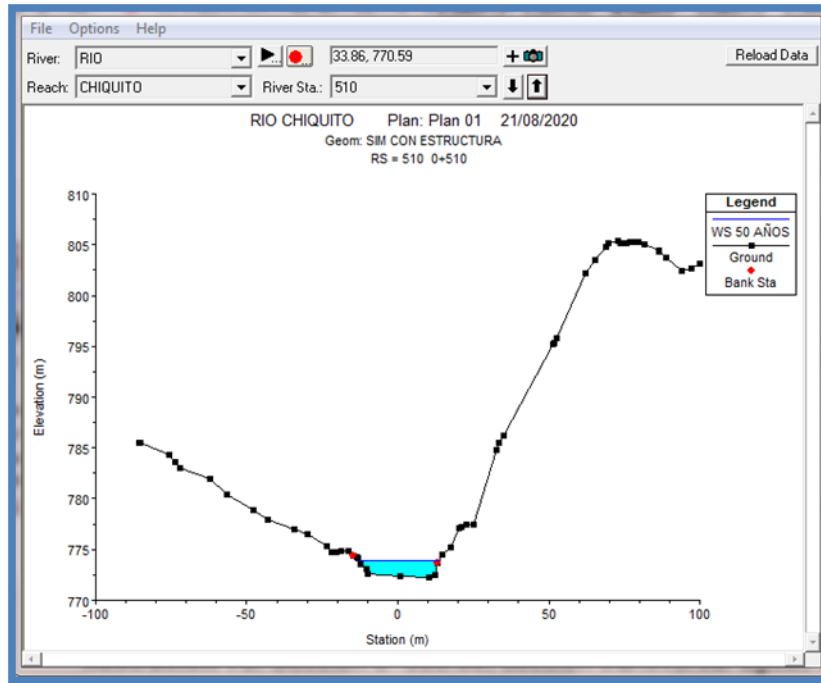 File Options Help
River: RIO 33.86, 770.59 Reload Data
Reach: CHIQUITO River Sta.: 510
RIO CHIQUITO Plan: Plan 01 21/08/2020
Geom: SIM CON ESTRUCTURA
RS = 510 0+510
Legend
WS 50 AÑOS
Ground
Bank Sta
Elevation (m)
810
805
800
795
790
785
780
775
770
-100 -50 0 50 100
Station (m)